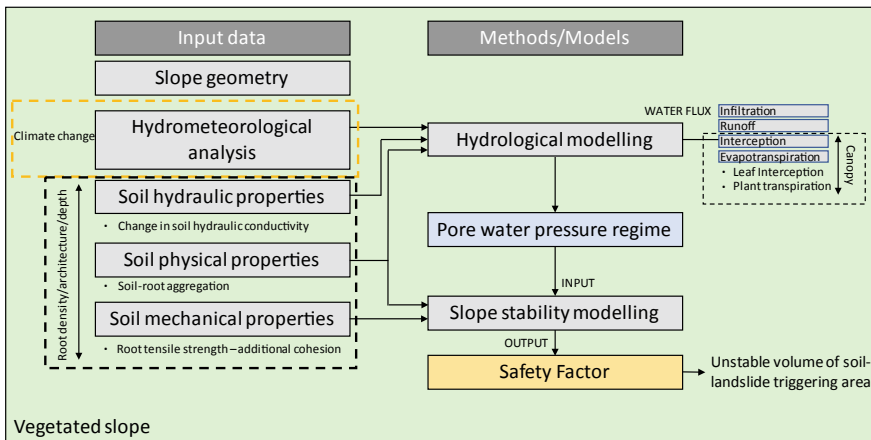 Input data
Methods/Models
Slope geometry
Climate change
Hydrometeorological
analysis
Soil hydraulic properties
· Change in soil hydraulic conductivity
Soil physical properties
· Soil-root aggregation
Soil mechanical properties
· Root tensile strength–additional cohesion
Root density/architecture/depth
Hydrological modelling
WATER FLUX
Infiltration
Runoff
Interception
Evapotranspiration
· Leaf Interception
· Plant transpiration
Canopy
Pore water pressure regime
INPUT
Slope stability modelling
OUTPUT
Safety Factor
Unstable volume of soil-
landslide triggering area
Vegetated slope